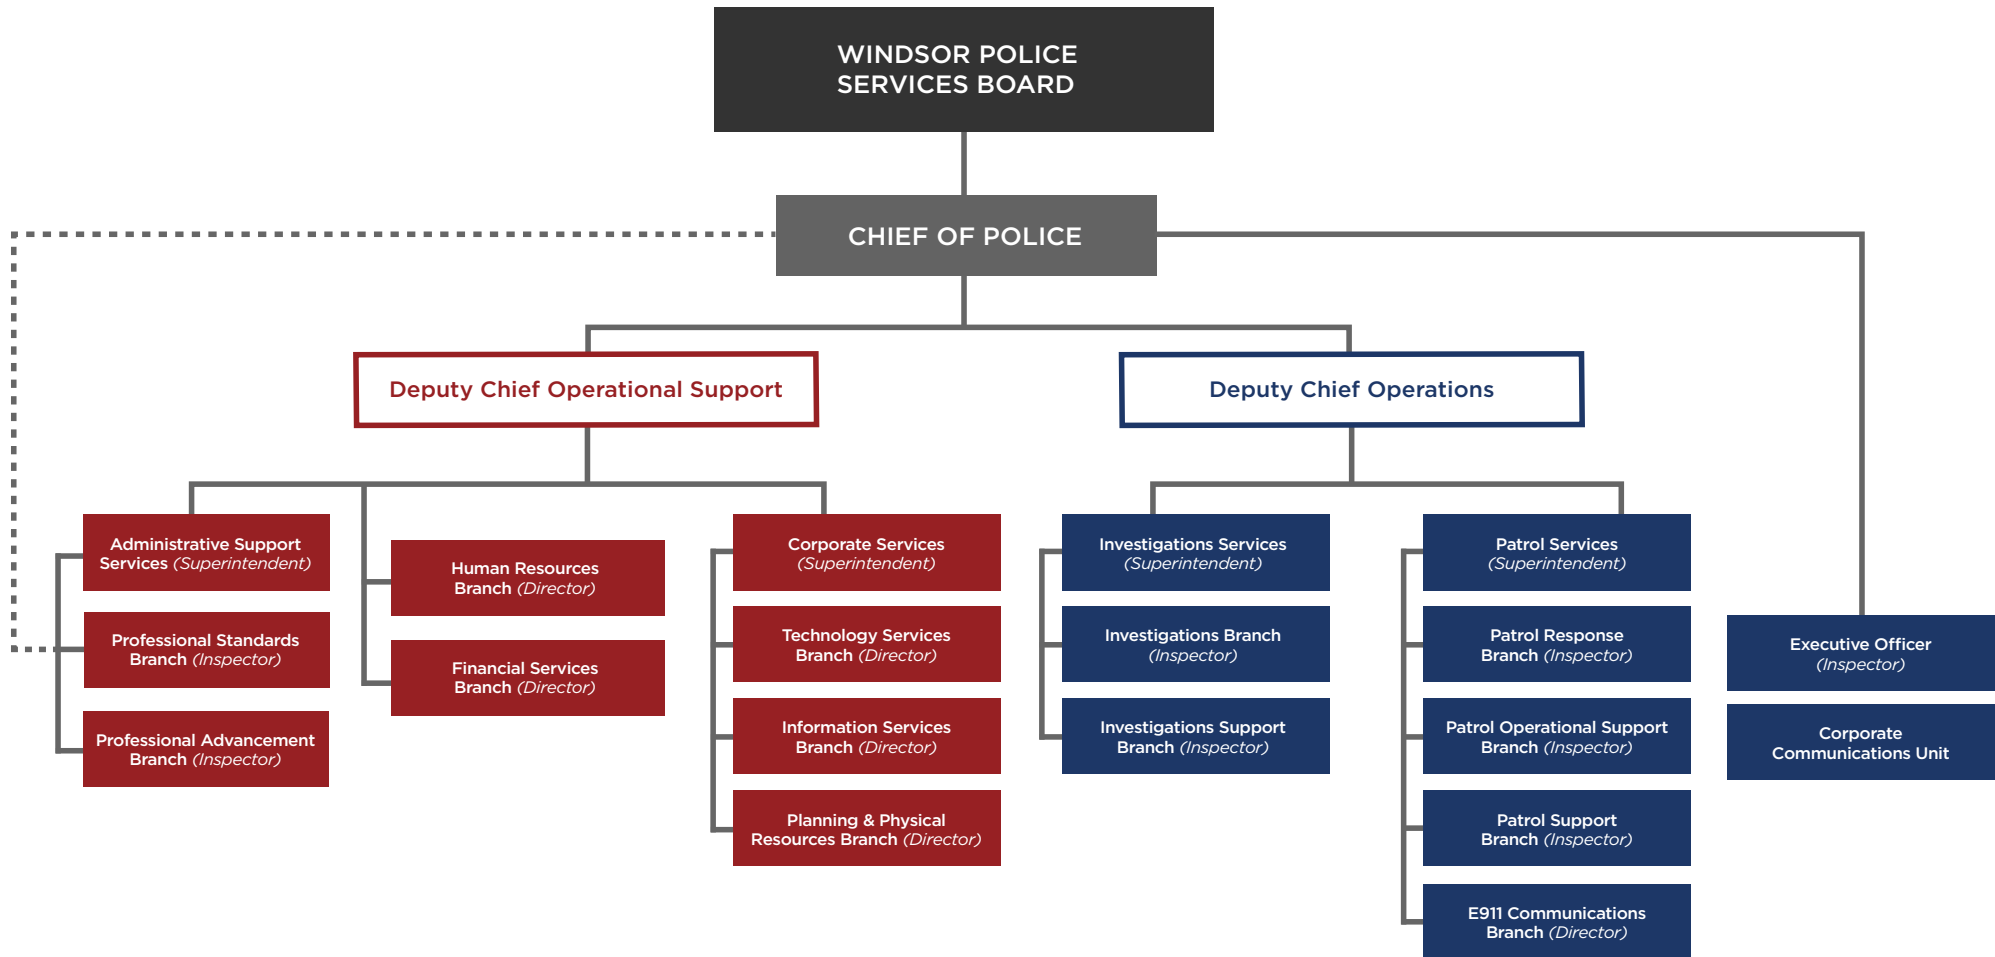 WINDSOR POLICE
SERVICES BOARD
CHIEF OF POLICE
Deputy Chief Operational Support
Deputy Chief Operations
Administrative Support
Services (Superintendent)
Professional Standards
Branch (Inspector)
Professional Advancement
Branch (Inspector)
Human Resources
Branch (Director)
Financial Services
Branch (Director)
Corporate Services
(Superintendent)
Technology Services
Branch (Director)
Information Services
Branch (Director)
Planning & Physical
Resources Branch (Director)
Investigations Services
(Superintendent)
Investigations Branch
(Inspector)
Investigations Support
Branch (Inspector)
Patrol Services
(Superintendent)
Patrol Response
Branch (Inspector)
Patrol Operational Support
Branch (Inspector)
Patrol Support
Branch (Inspector)
E911 Communications
Branch (Director)
Executive Officer
(Inspector)
Corporate
Communications Unit